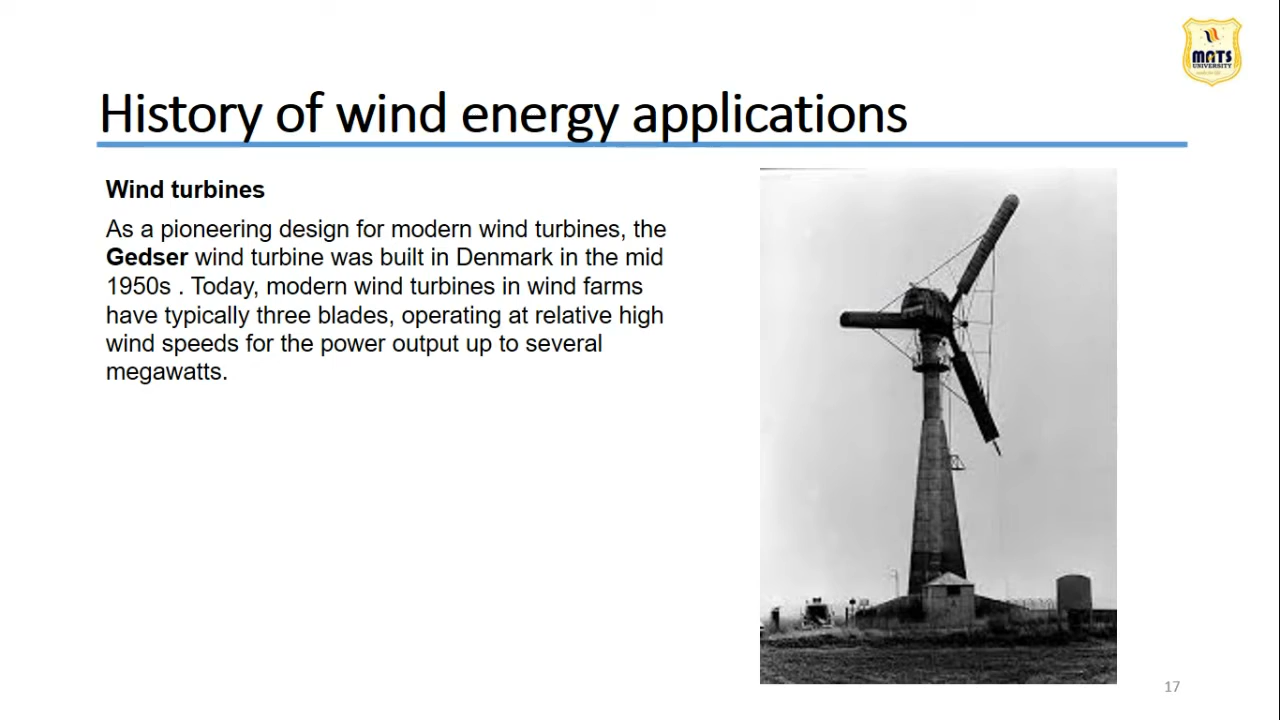 MATS
UNIVERSITY
History of wind energy applications
Wind turbines
As a pioneering design for modern wind turbines, the
Gedser wind turbine was built in Denmark in the mid
1950s . Today, modern wind turbines in wind farms
have typically three blades, operating at relative high
wind speeds for the power output up to several
megawatts.
17